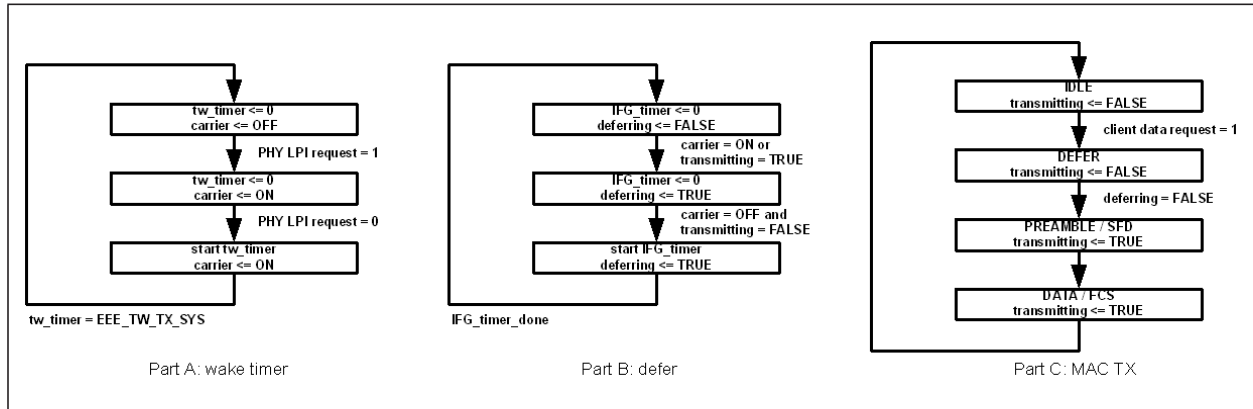 tw_timer <= 0
carrier <= OFF
PHY LPI request = 1
tw_timer <= 0
carrier <= ON
PHY LPI request = 0
start tw_timer
carrier <= ON
tw_timer = EEE_TW_TX_SYS
Part A: wake timer
IFG_timer <= 0
deferring <= FALSE
carrier = ON or
transmitting = TRUE
IFG_timer <= 0
deferring <= TRUE
carrier = OFF and
transmitting = FALSE
start IFG_timer
deferring <= TRUE
IFG_timer_done
Part B: defer
IDLE
transmitting <= FALSE
client data request = 1
DEFER
transmitting <= FALSE
deferring = FALSE
PREAMBLE / SFD
transmitting <= TRUE
DATA / FCS
transmitting <= TRUE
Part C: MAC TX